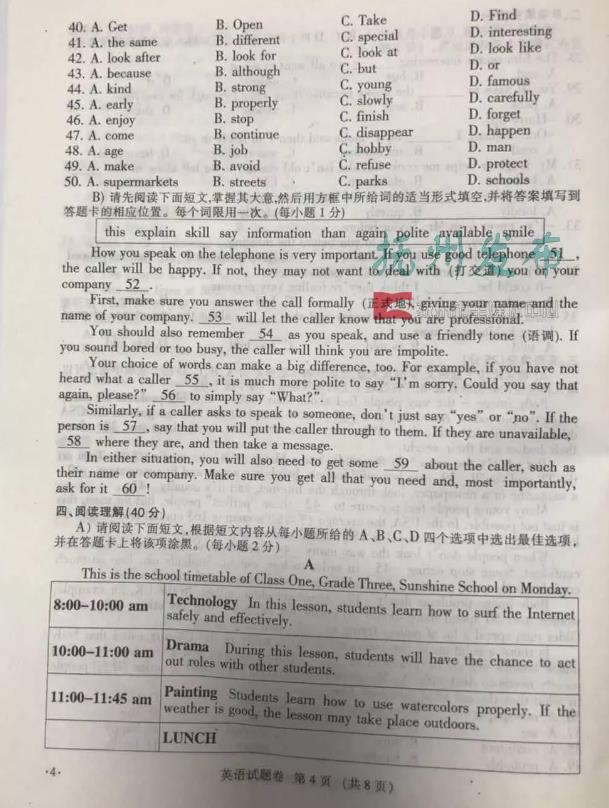 40. A. Get B. Open C. Take D. Find
41. A. the same B. different C. special D. interesting
42. A. look after B. look for C. look at D. look like
43. A. because B. although C. but D. or
44. A. kind B. strong C. young D. famous
45. A. early B. properly C. slowly D. carefully
46. A. enjoy B. stop C. finish D. forget
47. A. come B. continue C. disappear D. happen
48. A. age B. job C. hobby D. man
49. A. make B. avoid C. refuse D. protect
50. A. supermarkets B. streets C. parks D. schools
B) 请先阅读下面短文,掌握其大意,然后用方框中所给词的适当形式填空,并将答案填写到
答题卡的相应位置。每个词限用一次。(每小题1分)
this explain skill say information than again polite available smile
How you speak on the telephone is very important. If you use good telephone 51 ,
the caller will be happy. If not, they may not want to deal with (打交道) you or your
company 52 .
First, make sure you answer the call formally (正式地), giving your name and the
name of your company. 53 will let the caller know that you are professional.
You should also remember 54 as you speak, and use a friendly tone (语调). If
you sound bored or too busy, the caller will think you are impolite.
Your choice of words can make a big difference, too. For example, if you have not
heard what a caller 55 , it is much more polite to say “I'm sorry. Could you say that
again, please?” 56 to simply say “What?”.
Similarly, if a caller asks to speak to someone, don't just say “yes” or “no”. If the
person is 57 , say that you will put the caller through to them. If they are unavailable,
58 where they are, and then take a message.
In either situation, you will also need to get some 59 about the caller, such as
their name or company. Make sure you get all that you need and, most importantly,
ask for it 60 !
四、阅读理解(40分)
A) 请阅读下面短文,根据短文内容从每小题所给的 A、B、C、D 四个选项中选出最佳选项,
并在答题卡上将该项涂黑。(每小题2分)
A
This is the school timetable of Class One, Grade Three, Sunshine School on Monday.
8:00–10:00 am Technology In this lesson, students learn how to surf the Internet
safely and effectively.
10:00–11:00 am Drama During this lesson, students will have the chance to act
out roles with other students.
11:00–11:45 am Painting Students learn how to use watercolors properly. If the
weather is good, the lesson may take place outdoors.
LUNCH
·4· 英语试题卷 第4页 (共8页)